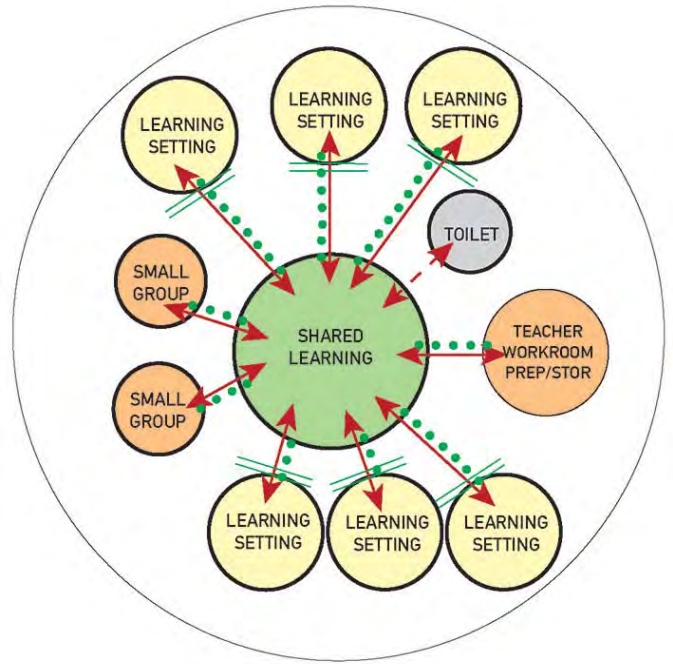 LEARNING
SETTING
LEARNING
SETTING
LEARNING
SETTING
TOILET
SMALL
GROUP
SHARED
LEARNING
TEACHER
WORKROOM
PREP/STOR
SMALL
GROUP
LEARNING
SETTING
LEARNING
SETTING
LEARNING
SETTING